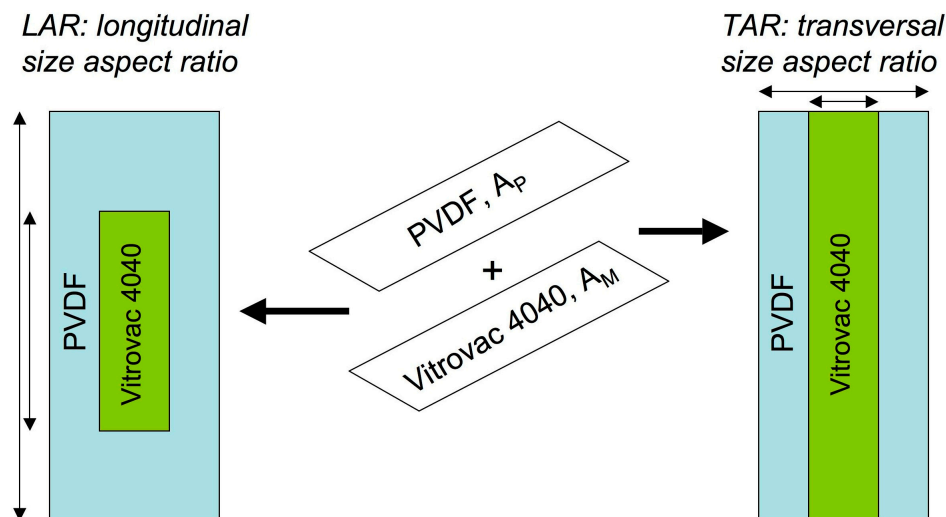 LAR: longitudinal
size aspect ratio
TAR: transversal
size aspect ratio
PVDF
Vitrovac 4040
PVDF, AP
+
Vitrovac 4040, AM
PVDF
Vitrovac 4040